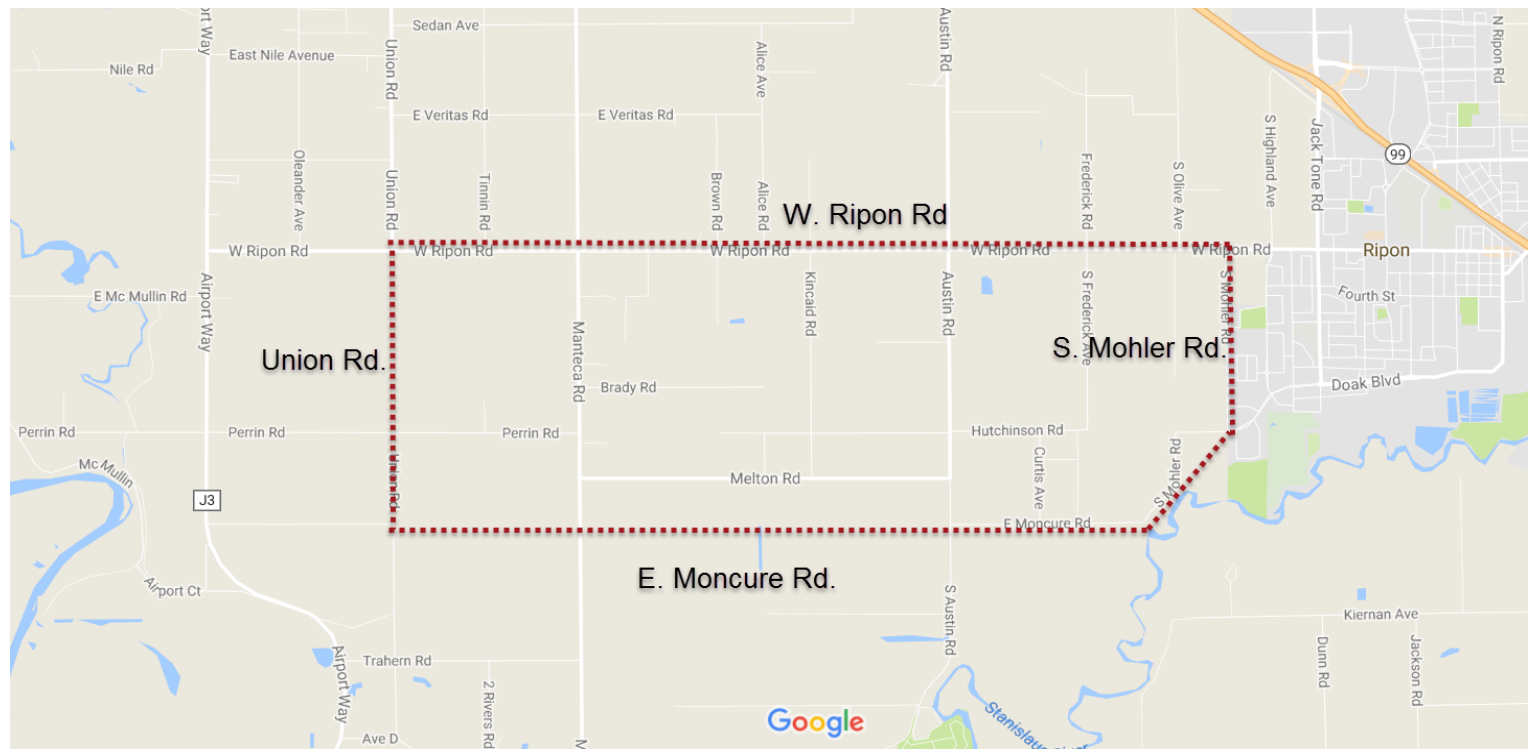 Sedan Ave
rt Way
East Nile Avenue
Nile Rd
Union Rd
Alice Ave
Austin Rd
N Ripon Rd
E Veritas Rd
E Veritas Rd
S Highland Ave
Jack Tone Rd
99
Oleander Ave
Union Rd
Tinnin Rd
Brown Rd
Alice Rd
Frederick Rd
S Olive Ave
W. Ripon Rd
W Ripon Rd
W Ripon Rd
W Ripon Rd
W Ripon Rd
W Ripon Rd
Ripon
E Mc Mullin Rd
Airport Way
Kincaid Rd
Austin Rd
S Frederick Ave
S Mohler Rd
Fourth St
Union Rd.
Manteca Rd
S. Mohler Rd.
Brady Rd
Doak Blvd
Perrin Rd
Perrin Rd
Perrin Rd
Hutchinson Rd
Mc Mullin
Union Rd
Melton Rd
Curtis Ave
S Mohler Rd
J3
E Moncure Rd
E. Moncure Rd.
Airport Ct
S Austin Rd
Kiernan Ave
Trahern Rd
Airport Way
2 Rivers Rd
Dunn Rd
Jackson Rd
Ave D
Google